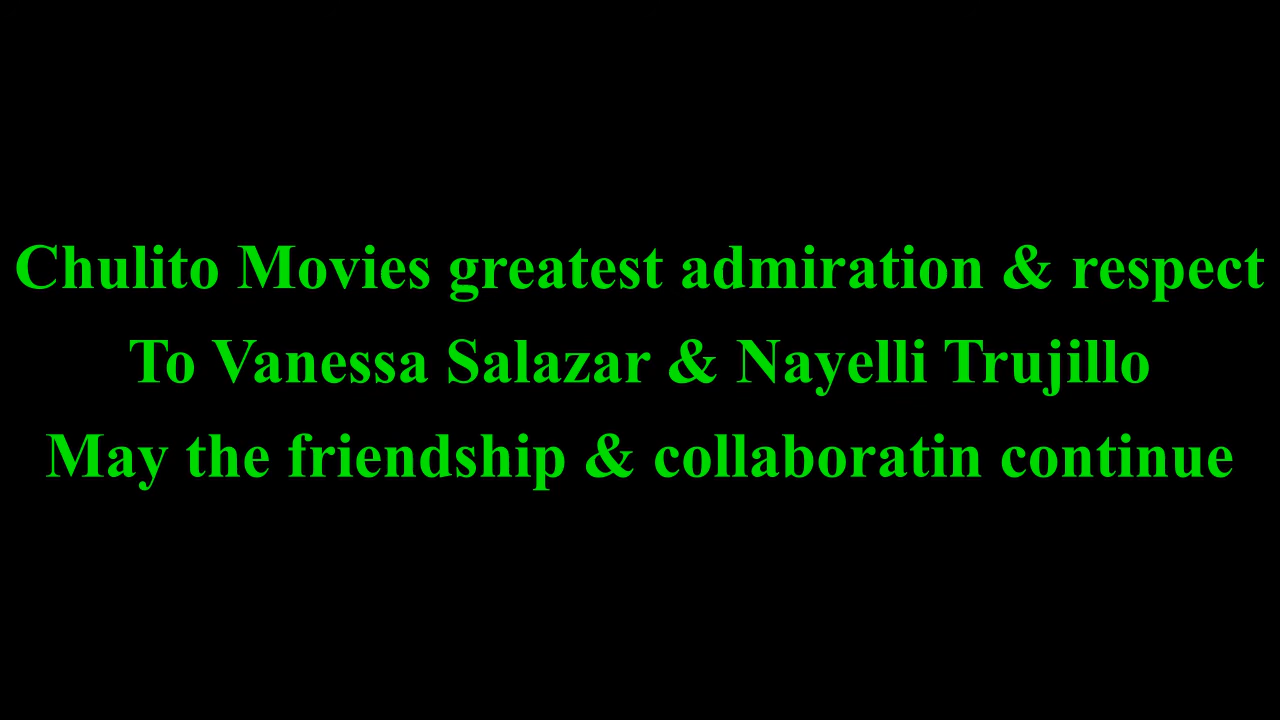 Chulito Movies greatest admiration & respect
To Vanessa Salazar & Nayelli Trujillo
May the friendship & collaboratin continue